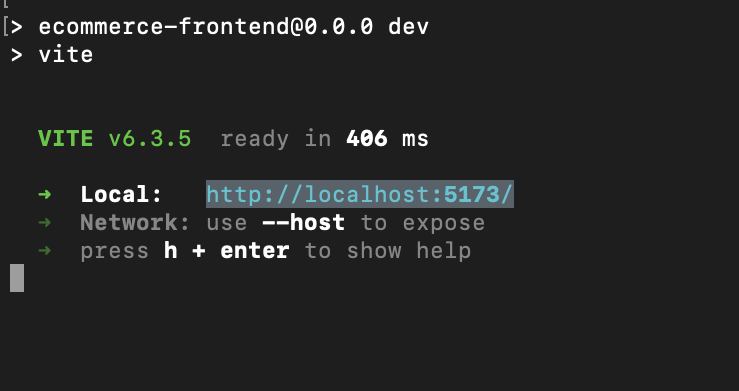 [
[> ecommerce-frontend@0.0.0 dev
> vite
VITE v6.3.5  ready in 406 ms
➜  Local:   http://localhost:5173/
➜  Network: use --host to expose
➜  press h + enter to show help